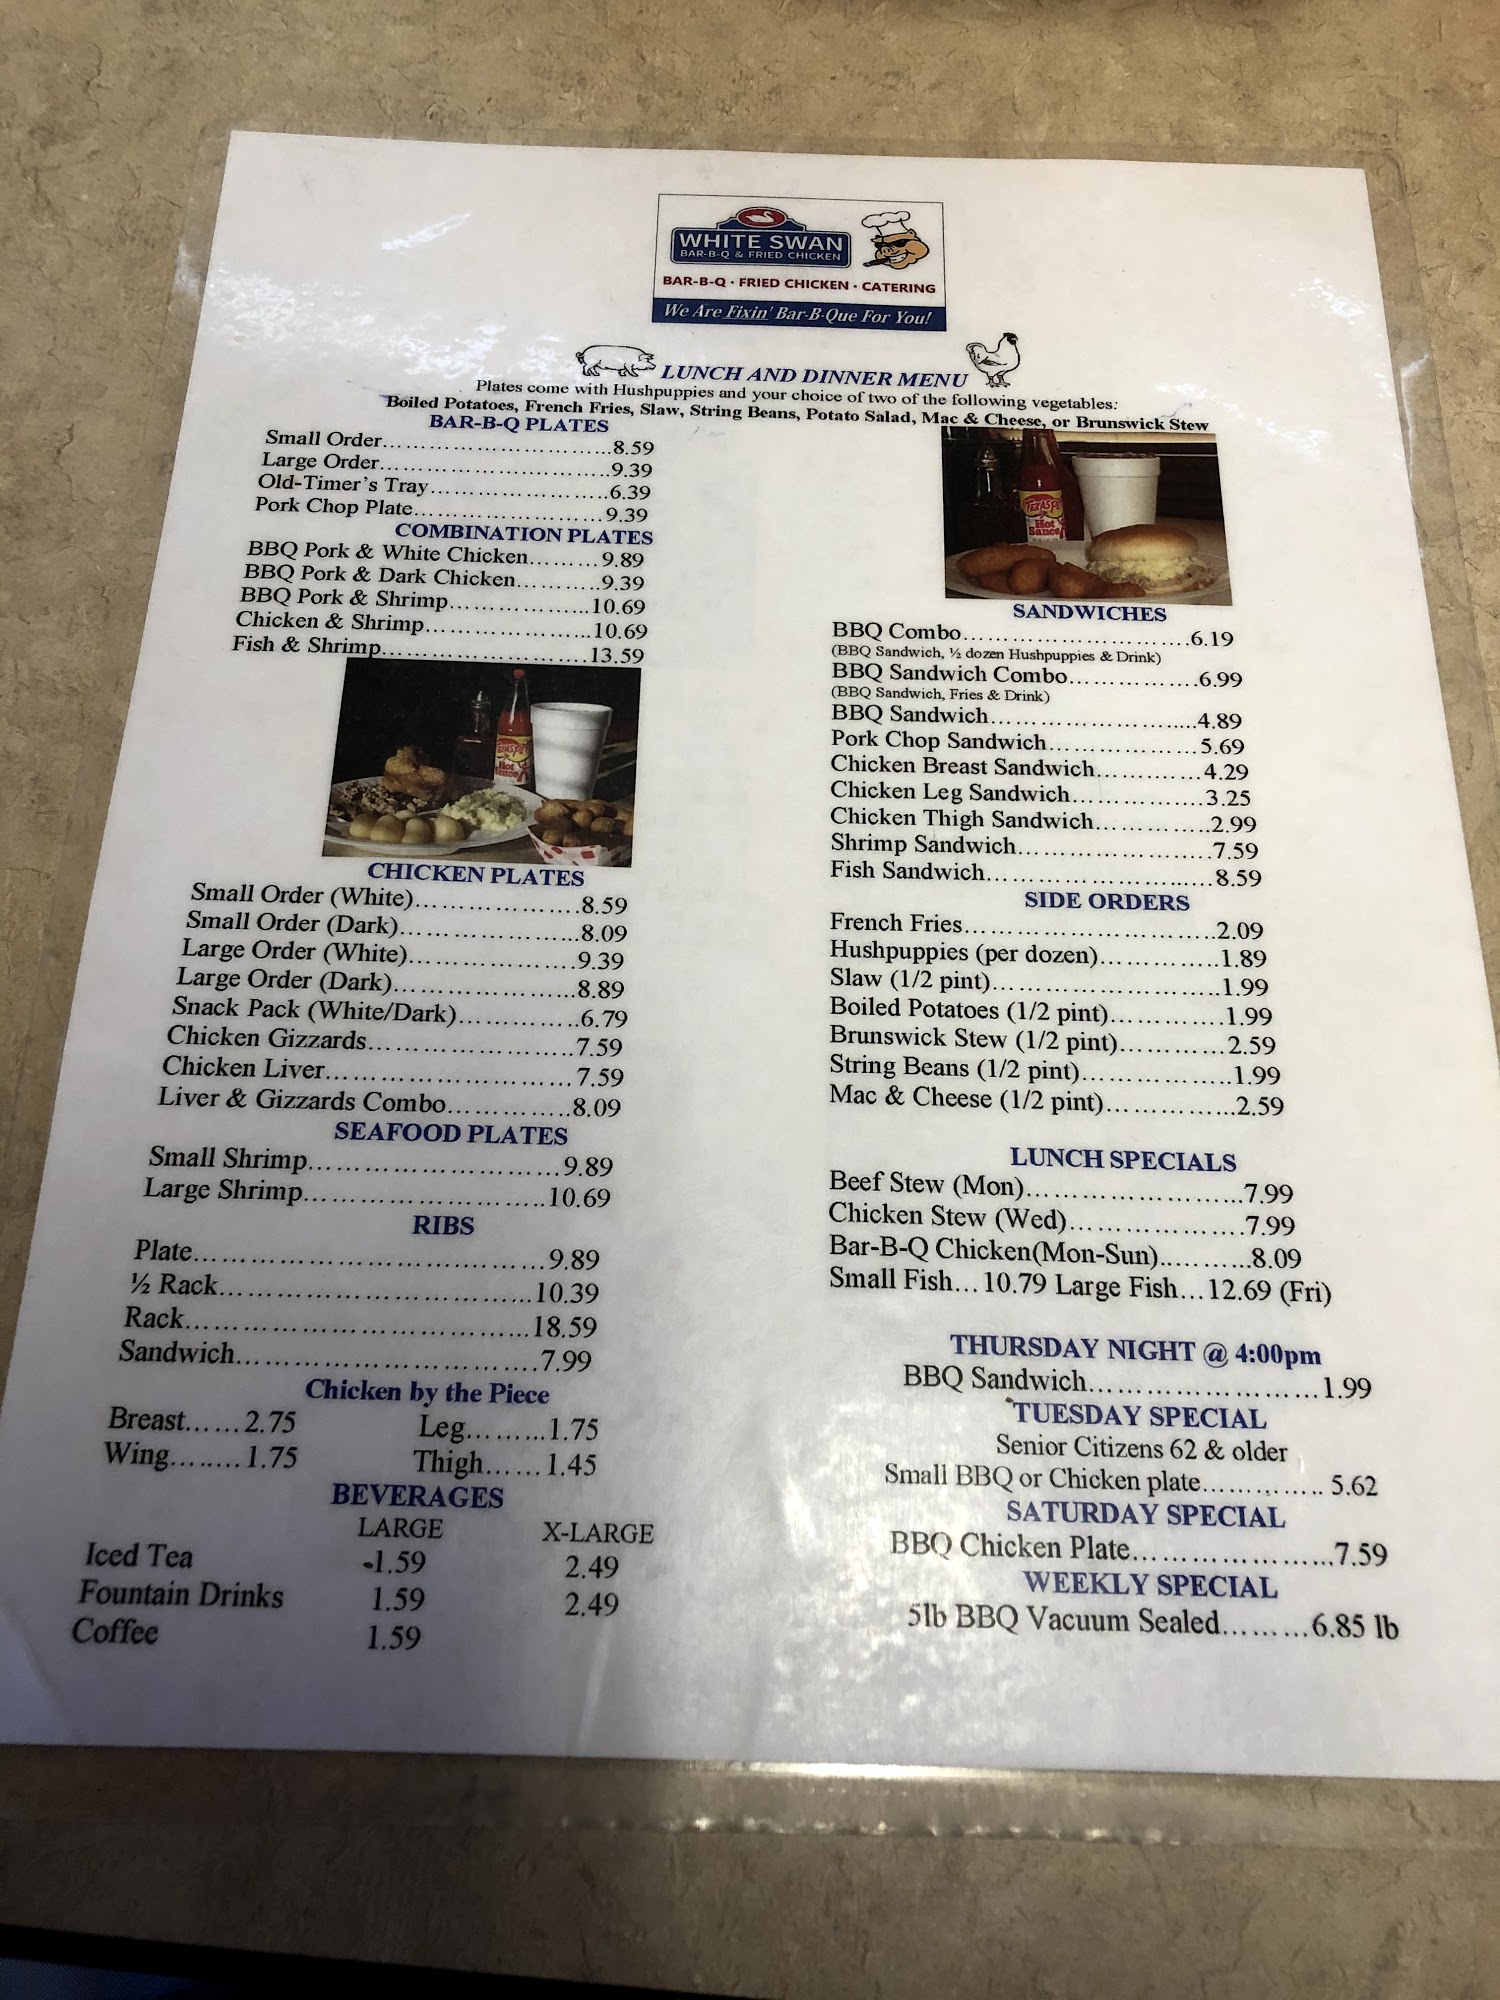 WHITE SWAN
BAR-B-Q & FRIED CHICKEN
BAR-B-Q · FRIED CHICKEN · CATERING
We Are Fixin' Bar-B-Que For You!
LUNCH AND DINNER MENU
Plates come with Hushpuppies and your choice of two of the following vegetables:
Boiled Potatoes, French Fries, Slaw, String Beans, Potato Salad, Mac & Cheese, or Brunswick Stew
BAR-B-Q PLATES
Small Order……………………………8.59
Large Order……………………………9.39
Old-Timer's Tray………………………6.39
Pork Chop Plate………………………9.39
COMBINATION PLATES
BBQ Pork & White Chicken………9.89
BBQ Pork & Dark Chicken………..9.39
BBQ Pork & Shrimp………………...10.69
Chicken & Shrimp…………………...10.69
Fish & Shrimp……………………….13.59
TEXAS PETE
Hot
Sauce
CHICKEN PLATES
Small Order (White)……………….8.59
Small Order (Dark)………………...8.09
Large Order (White)………………..9.39
Large Order (Dark)………………...8.89
Snack Pack (White/Dark)…………..6.79
Chicken Gizzards…………………..7.59
Chicken Liver………………………7.59
Liver & Gizzards Combo…………..8.09
SEAFOOD PLATES
Small Shrimp……………………….9.89
Large Shrimp……………………..10.69
RIBS
Plate…………………………………9.89
½ Rack……………………………...10.39
Rack………………………………...18.59
Sandwich…………………………….7.99
Chicken by the Piece
Breast……2.75 Leg………1.75
Wing……..1.75 Thigh……1.45
BEVERAGES
LARGE X-LARGE
Iced Tea 1.59 2.49
Fountain Drinks 1.59 2.49
Coffee 1.59
TEXAS PETE
Hot
Sauce
SANDWICHES
BBQ Combo……………………….6.19
(BBQ Sandwich, ½ dozen Hushpuppies & Drink)
BBQ Sandwich Combo…………….6.99
(BBQ Sandwich, Fries & Drink)
BBQ Sandwich…………………......4.89
Pork Chop Sandwich………………5.69
Chicken Breast Sandwich…………4.29
Chicken Leg Sandwich…………….3.25
Chicken Thigh Sandwich…………..2.99
Shrimp Sandwich…………………..7.59
Fish Sandwich……………………...8.59
SIDE ORDERS
French Fries………………………..2.09
Hushpuppies (per dozen)…………..1.89
Slaw (1/2 pint)……………………..1.99
Boiled Potatoes (1/2 pint)………….1.99
Brunswick Stew (1/2 pint)…………2.59
String Beans (1/2 pint)……………..1.99
Mac & Cheese (1/2 pint)…………...2.59
LUNCH SPECIALS
Beef Stew (Mon)…………………...7.99
Chicken Stew (Wed)……………….7.99
Bar-B-Q Chicken(Mon-Sun)............8.09
Small Fish…10.79 Large Fish…12.69 (Fri)
THURSDAY NIGHT @ 4:00pm
BBQ Sandwich……………………1.99
TUESDAY SPECIAL
Senior Citizens 62 & older
Small BBQ or Chicken plate………….. 5.62
SATURDAY SPECIAL
BBQ Chicken Plate…………………...7.59
WEEKLY SPECIAL
5lb BBQ Vacuum Sealed………6.85 lb